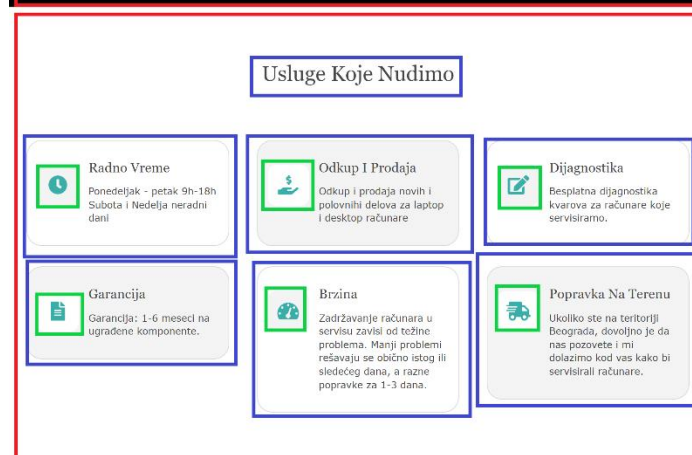 Usluge Koje Nudimo
Radno Vreme
Ponedeljak - petak 9h-18h
Subota i Nedelja neradni
dani
Odkup I Prodaja
Odkup i prodaja novih i
polovnih delova za laptop
i desktop računare
Dijagnostika
Besplatna dijagnostika
kvarova za računare koje
servisiramo.
Garancija
Garancija: 1-6 meseci na
ugrađene komponente.
Brzina
Zadržavanje računara u
servisu zavisi od težine
problema. Manji problemi
rešavaju se obično istog ili
sledećeg dana, a razne
popravke za 1-3 dana.
Popravka Na Terenu
Ukoliko ste na teritoriji
Beograda, dovoljno je da
nas pozovete i mi
dolazimo kod vas kako bi
servisirali računare.